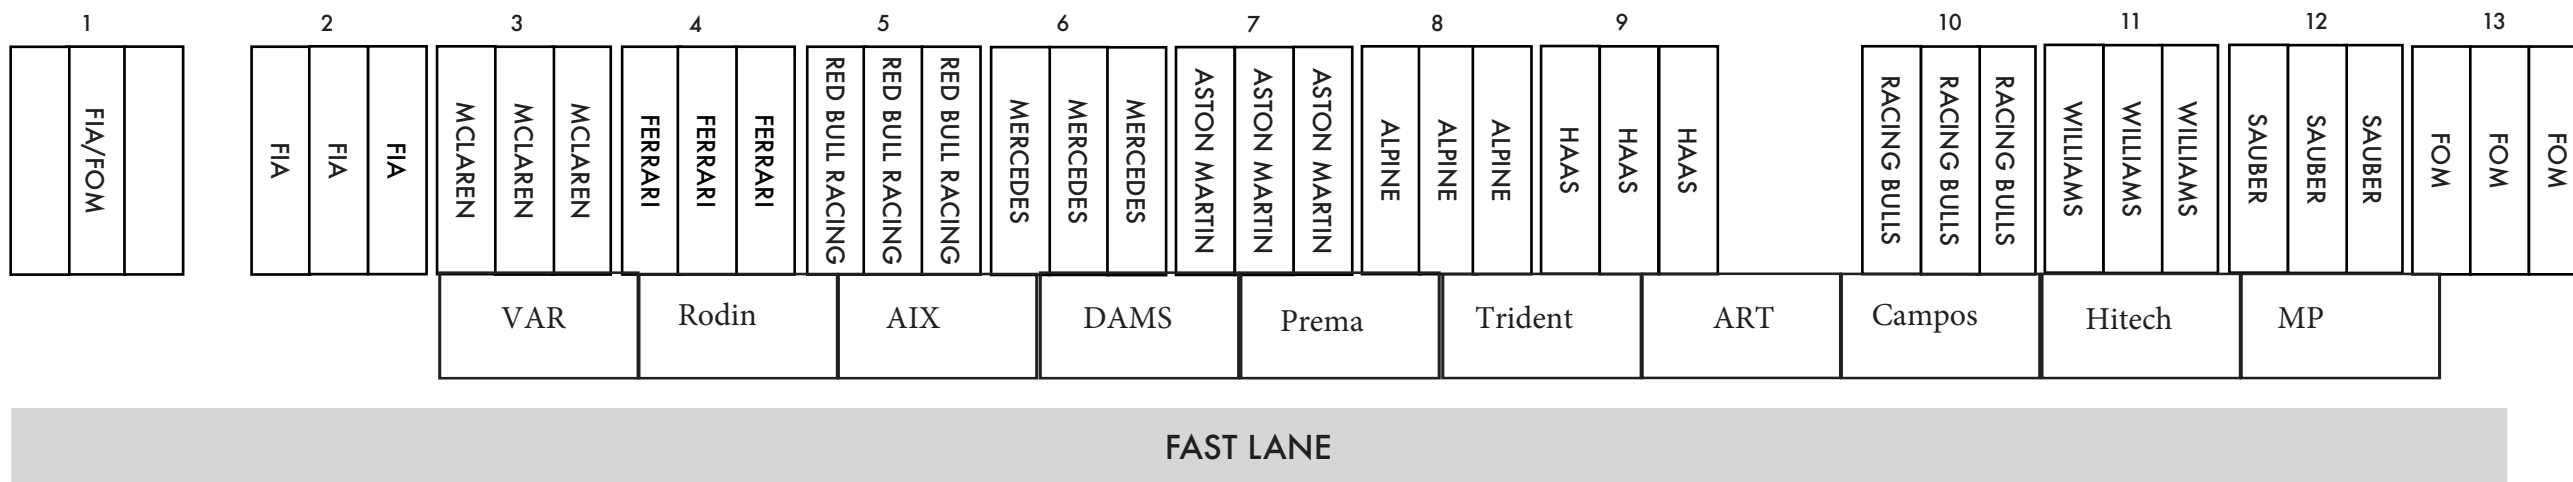 1 2 3 4 5 6 7 8 9 10 11 12 13
FIA/FOM
FIA
FIA
FIA
MCLAREN
MCLAREN
MCLAREN
FERRARI
FERRARI
FERRARI
RED BULL RACING
RED BULL RACING
RED BULL RACING
MERCEDES
MERCEDES
MERCEDES
ASTON MARTIN
ASTON MARTIN
ASTON MARTIN
ALPINE
ALPINE
ALPINE
HAAS
HAAS
HAAS
RACING BULLS
RACING BULLS
RACING BULLS
WILLIAMS
WILLIAMS
WILLIAMS
SAUBER
SAUBER
SAUBER
FOM
FOM
FOM
VAR Rodin AIX DAMS Prema Trident ART Campos Hitech MP
FAST LANE